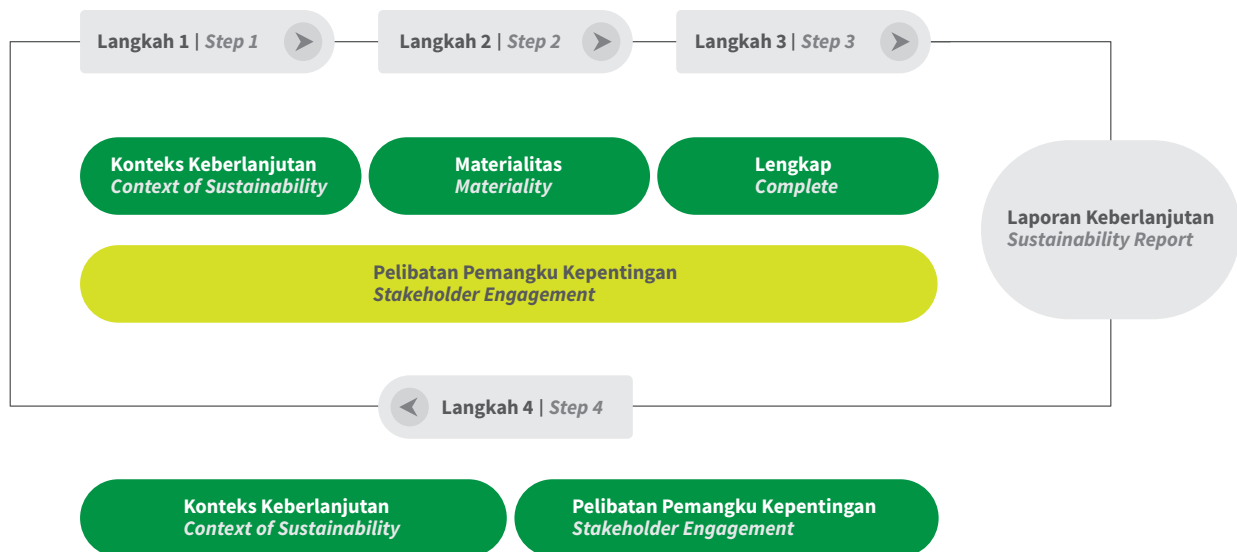 Langkah 1 | Step 1
Langkah 2 | Step 2
Langkah 3 | Step 3
Konteks Keberlanjutan
Context of Sustainability
Materialitas
Materiality
Lengkap
Complete
Laporan Keberlanjutan
Sustainability Report
Pelibatan Pemangku Kepentingan
Stakeholder Engagement
Langkah 4 | Step 4
Konteks Keberlanjutan
Context of Sustainability
Pelibatan Pemangku Kepentingan
Stakeholder Engagement